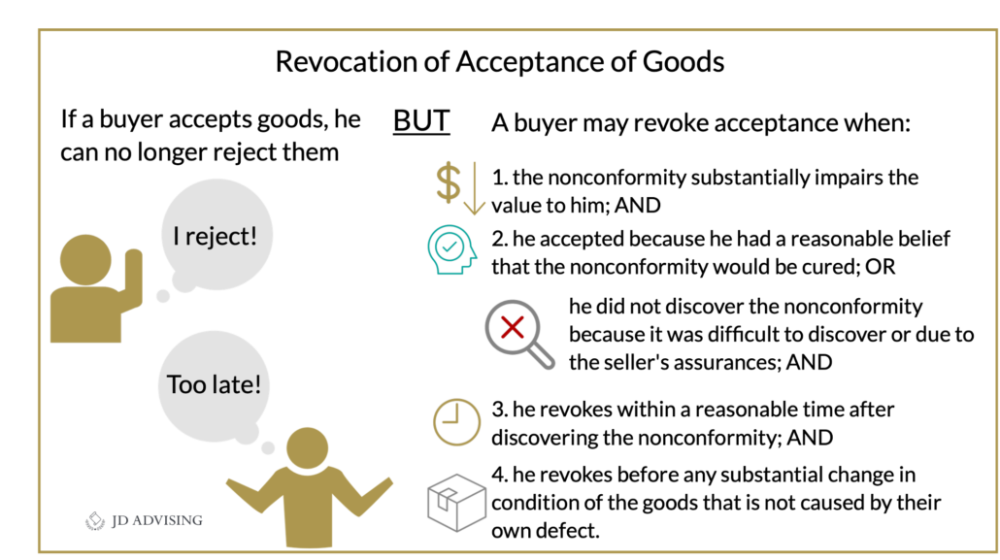 Revocation of Acceptance of Goods
If a buyer accepts goods, he
can no longer reject them
I reject!
Too late!
JD ADVISING
BUT
A buyer may revoke acceptance when:
$
1. the nonconformity substantially impairs the
value to him; AND
2. he accepted because he had a reasonable belief
that the nonconformity would be cured; OR
he did not discover the nonconformity
because it was difficult to discover or due to
the seller's assurances; AND
3. he revokes within a reasonable time after
discovering the nonconformity; AND
4. he revokes before any substantial change in
condition of the goods that is not caused by their
own defect.